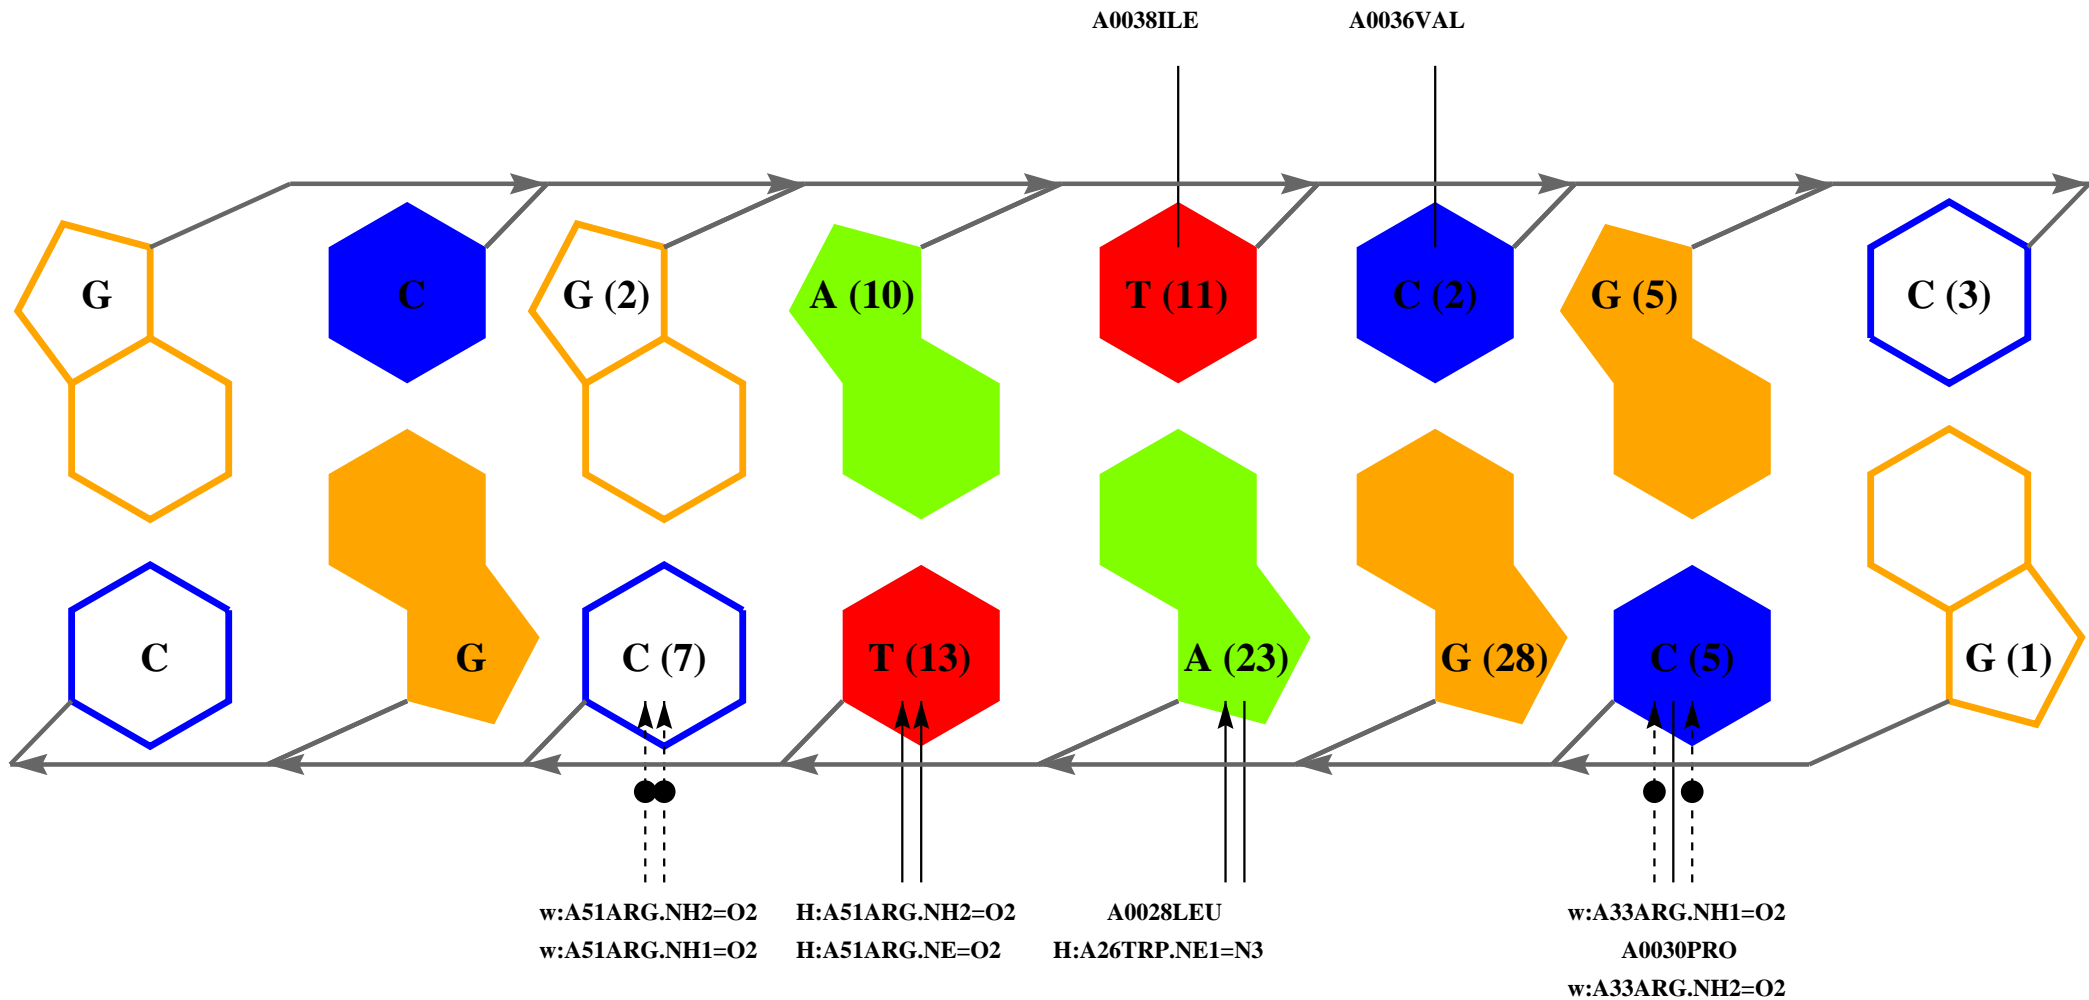 A0038ILE A0036VAL
G C G (2) A (10) T (11) C (2) G (5) C (3)
C G C (7) T (13) A (23) G (28) C (5) G (1)
w:A51ARG.NH2=O2 H:A51ARG.NH2=O2 A0028LEU w:A33ARG.NH1=O2
w:A51ARG.NH1=O2 H:A51ARG.NE=O2 H:A26TRP.NE1=N3 A0030PRO
w:A33ARG.NH2=O2